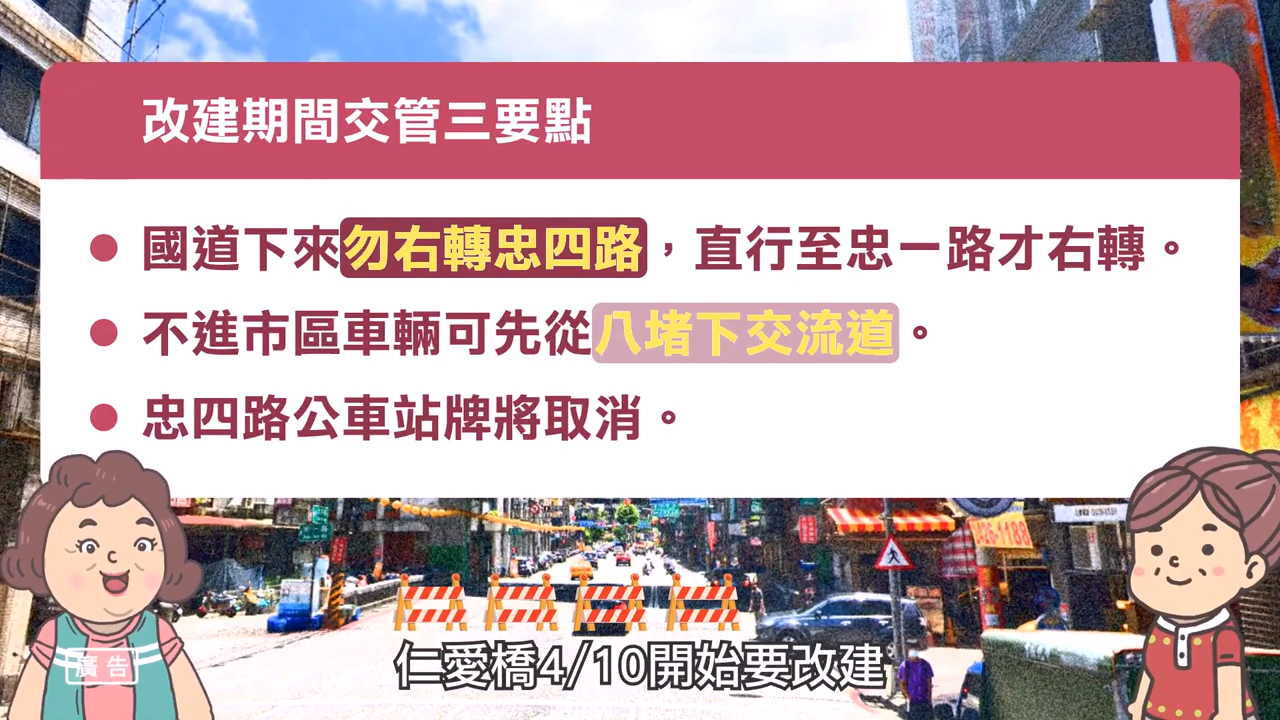 改建期間交管三要點
國道下來勿右轉忠四路，直行至忠一路才右轉。
不進市區車輛可先從八堵下交流道。
忠四路公車站牌將取消。
426-1188
廣告
仁愛橋4/10開始要改建